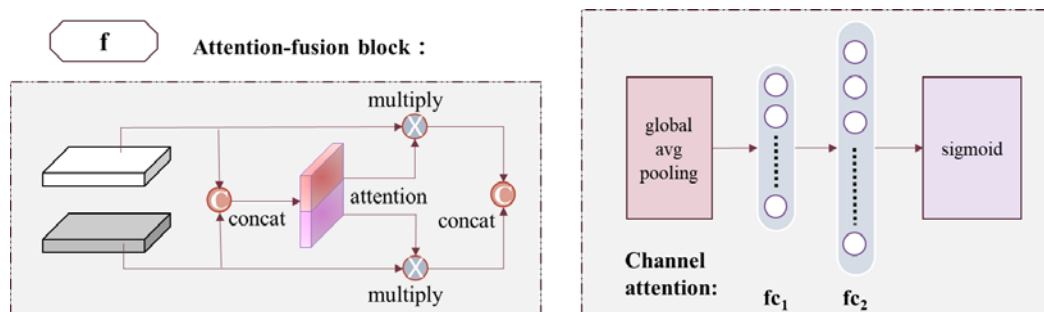 f
Attention-fusion block :
multiply
X
C
concat
attention
C
concat
X
multiply
global
avg
pooling
sigmoid
Channel
attention:
fc₁
fc₂